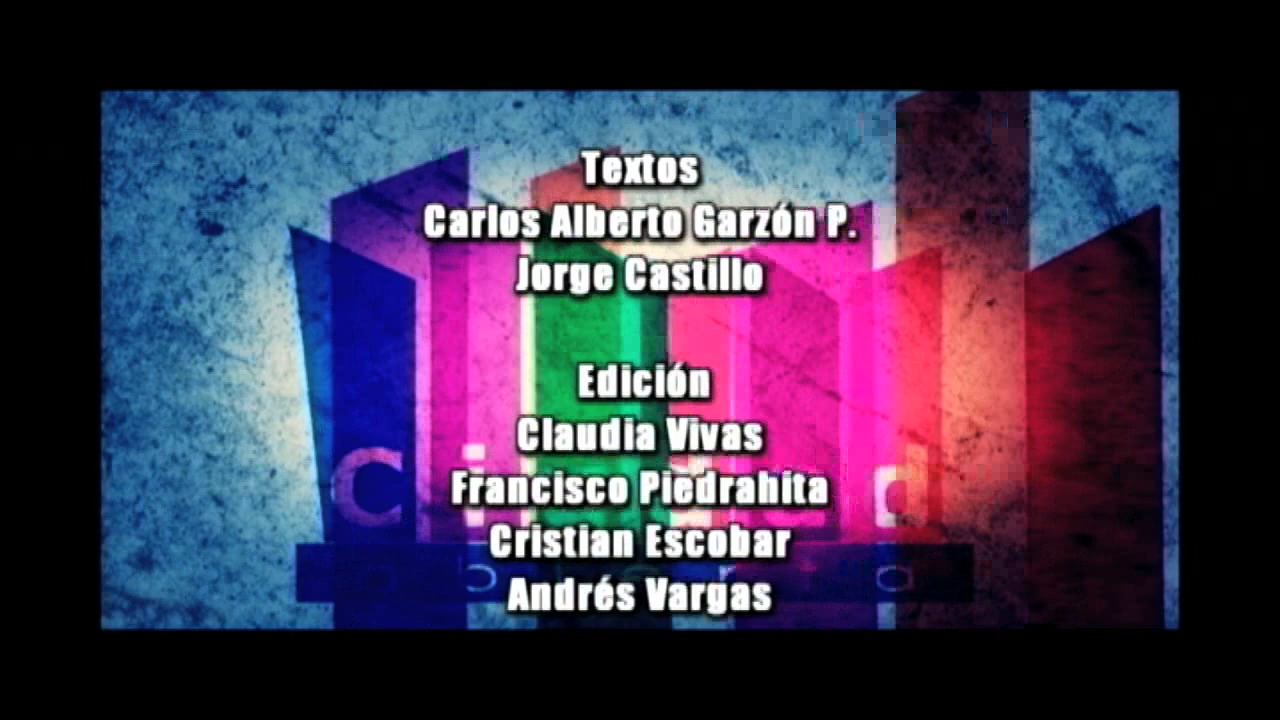 Textos
Carlos Alberto Garzón P.
Jorge Castillo
Edición
Claudia Vivas
Francisco Piedrahita
Cristian Escobar
Andrés Vargas